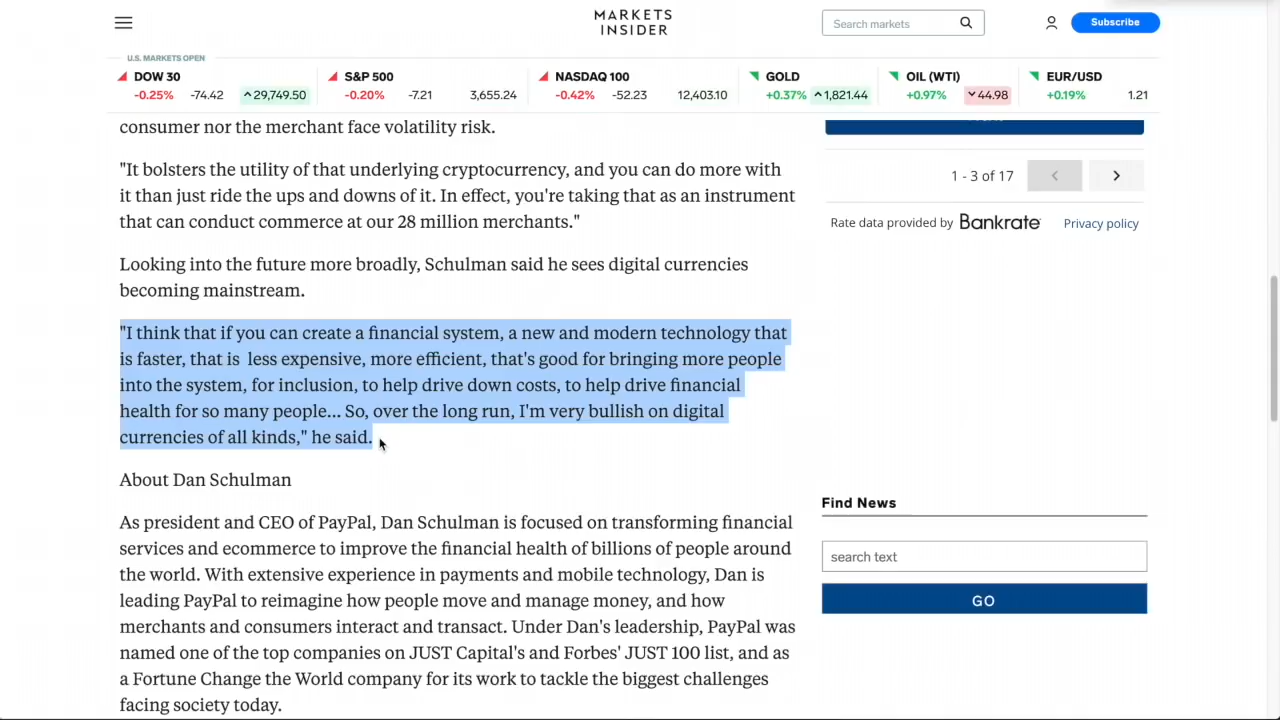 MARKETS
INSIDER
Search markets
Subscribe
U.S. MARKETS OPEN
DOW 30
-0.25% -74.42 29,749.50
S&P 500
-0.20% -7.21 3,655.24
NASDAQ 100
-0.42% -52.23 12,403.10
GOLD
+0.37% 1,821.44
OIL (WTI)
+0.97% 44.98
EUR/USD
+0.19% 1.21
consumer nor the merchant face volatility risk.
"It bolsters the utility of that underlying cryptocurrency, and you can do more with
it than just ride the ups and downs of it. In effect, you're taking that as an instrument
that can conduct commerce at our 28 million merchants."
Looking into the future more broadly, Schulman said he sees digital currencies
becoming mainstream.
"I think that if you can create a financial system, a new and modern technology that
is faster, that is less expensive, more efficient, that's good for bringing more people
into the system, for inclusion, to help drive down costs, to help drive financial
health for so many people... So, over the long run, I'm very bullish on digital
currencies of all kinds," he said.
About Dan Schulman
As president and CEO of PayPal, Dan Schulman is focused on transforming financial
services and ecommerce to improve the financial health of billions of people around
the world. With extensive experience in payments and mobile technology, Dan is
leading PayPal to reimagine how people move and manage money, and how
merchants and consumers interact and transact. Under Dan's leadership, PayPal was
named one of the top companies on JUST Capital's and Forbes' JUST 100 list, and as
a Fortune Change the World company for its work to tackle the biggest challenges
facing society today.
1 - 3 of 17
Rate data provided by Bankrate Privacy policy
Find News
search text
GO